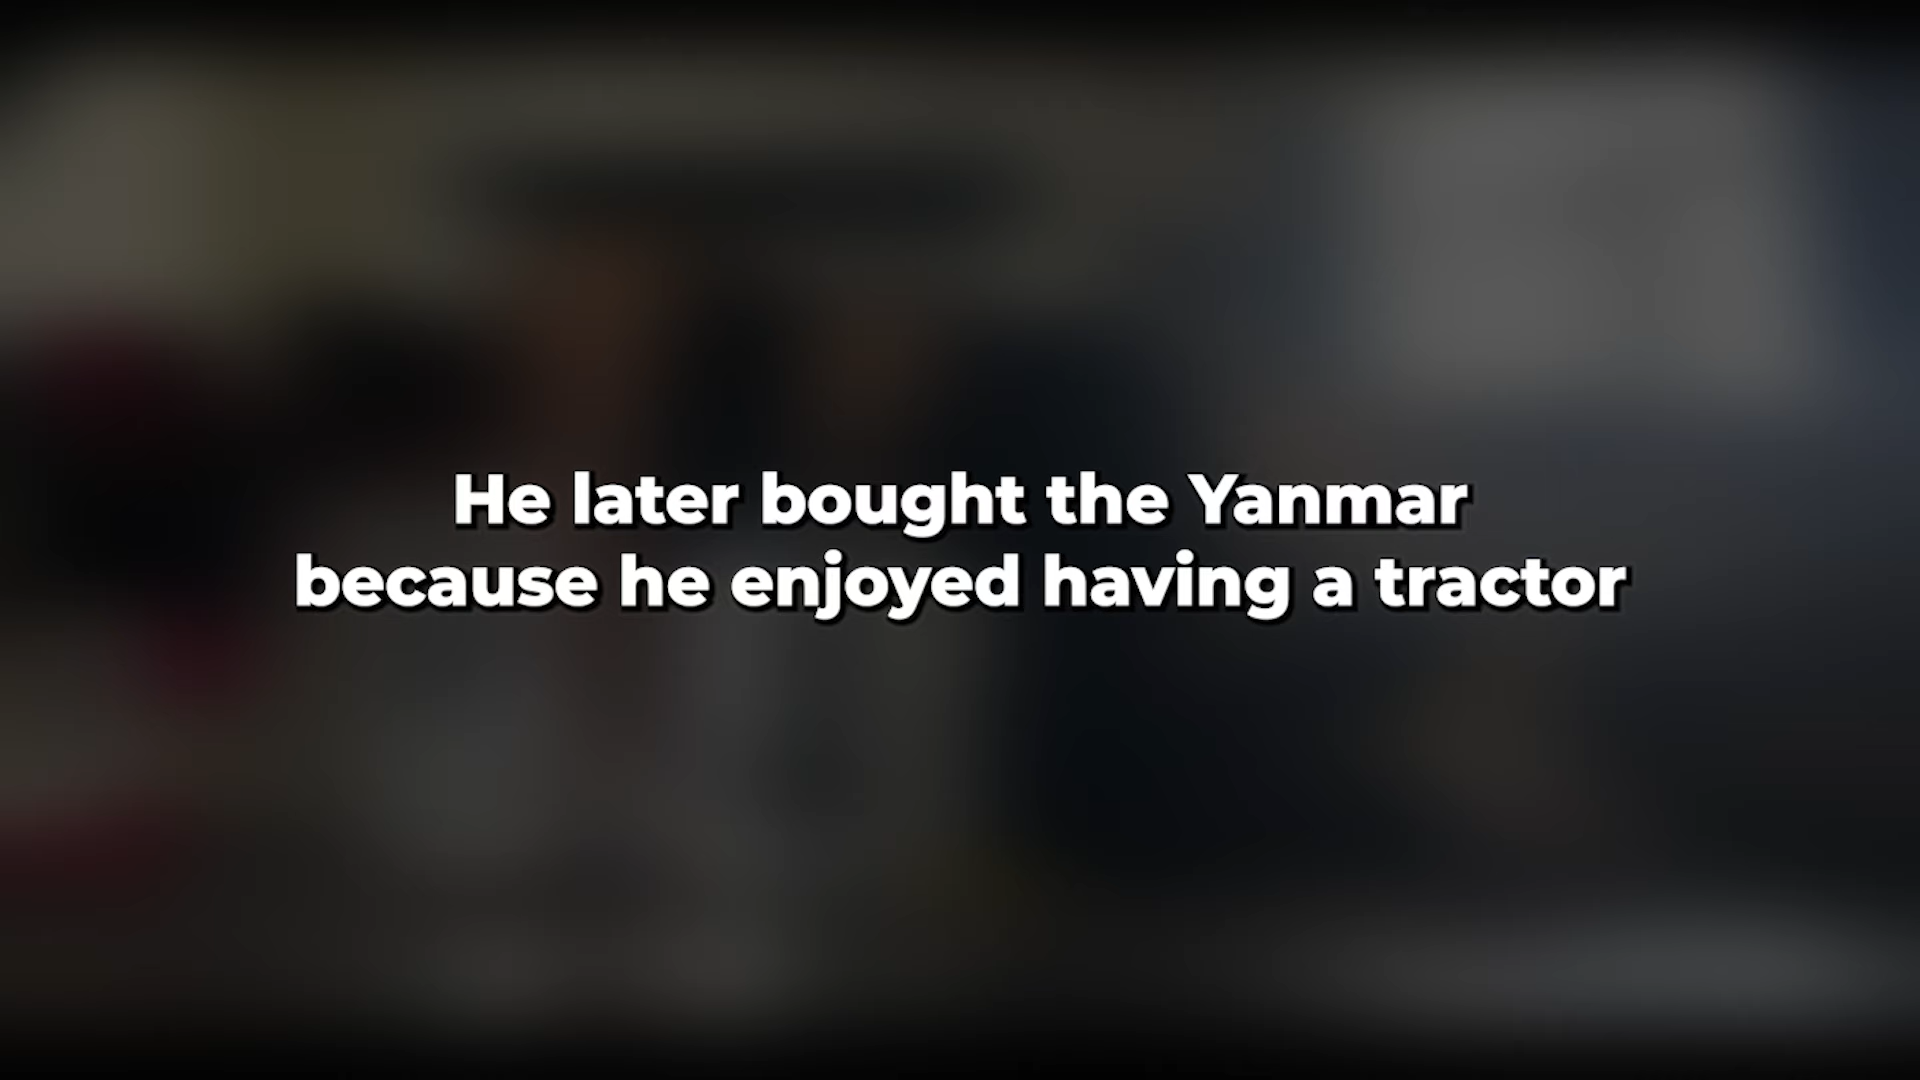 He later bought the Yanmar
because he enjoyed having a tractor